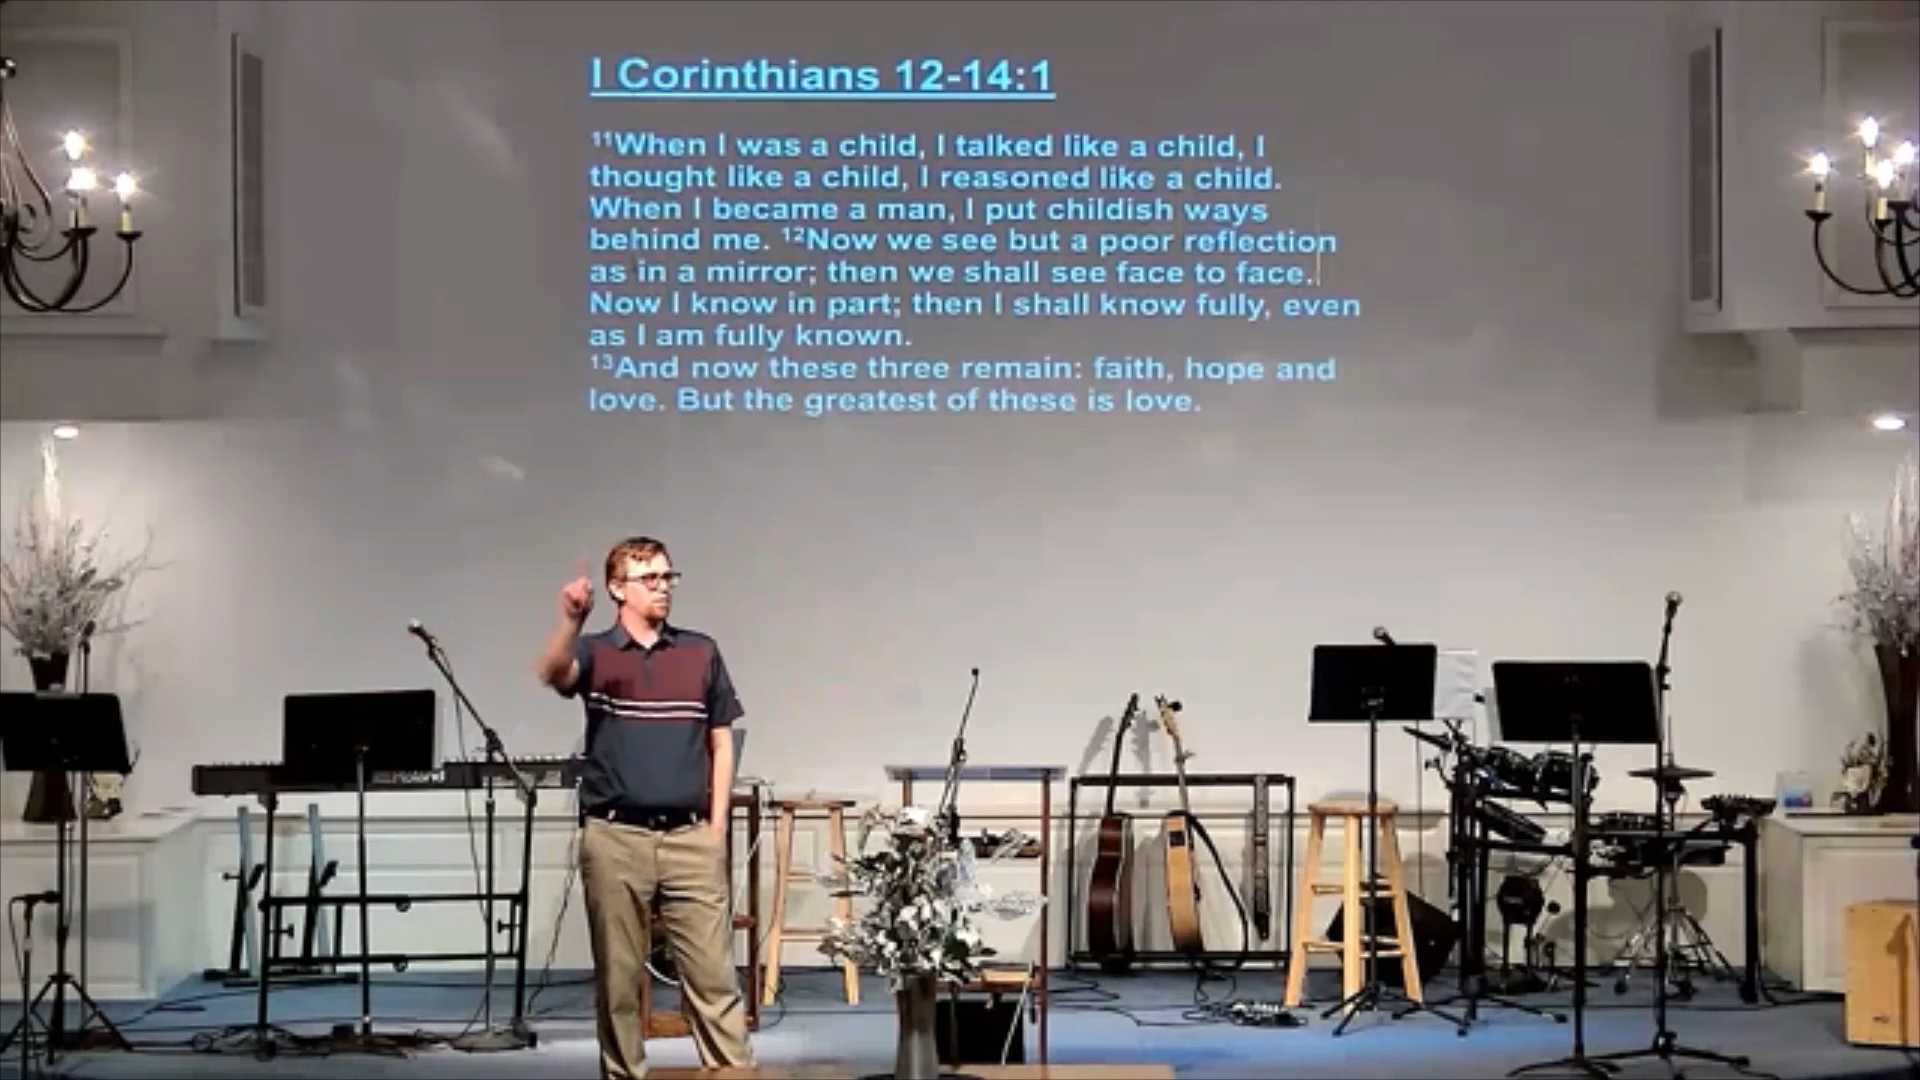 I Corinthians 12-14:1
¹¹When I was a child, I talked like a child, I
thought like a child, I reasoned like a child.
When I became a man, I put childish ways
behind me. ¹²Now we see but a poor reflection
as in a mirror; then we shall see face to face.
Now I know in part; then I shall know fully, even
as I am fully known.
¹³And now these three remain: faith, hope and
love. But the greatest of these is love.
Roland